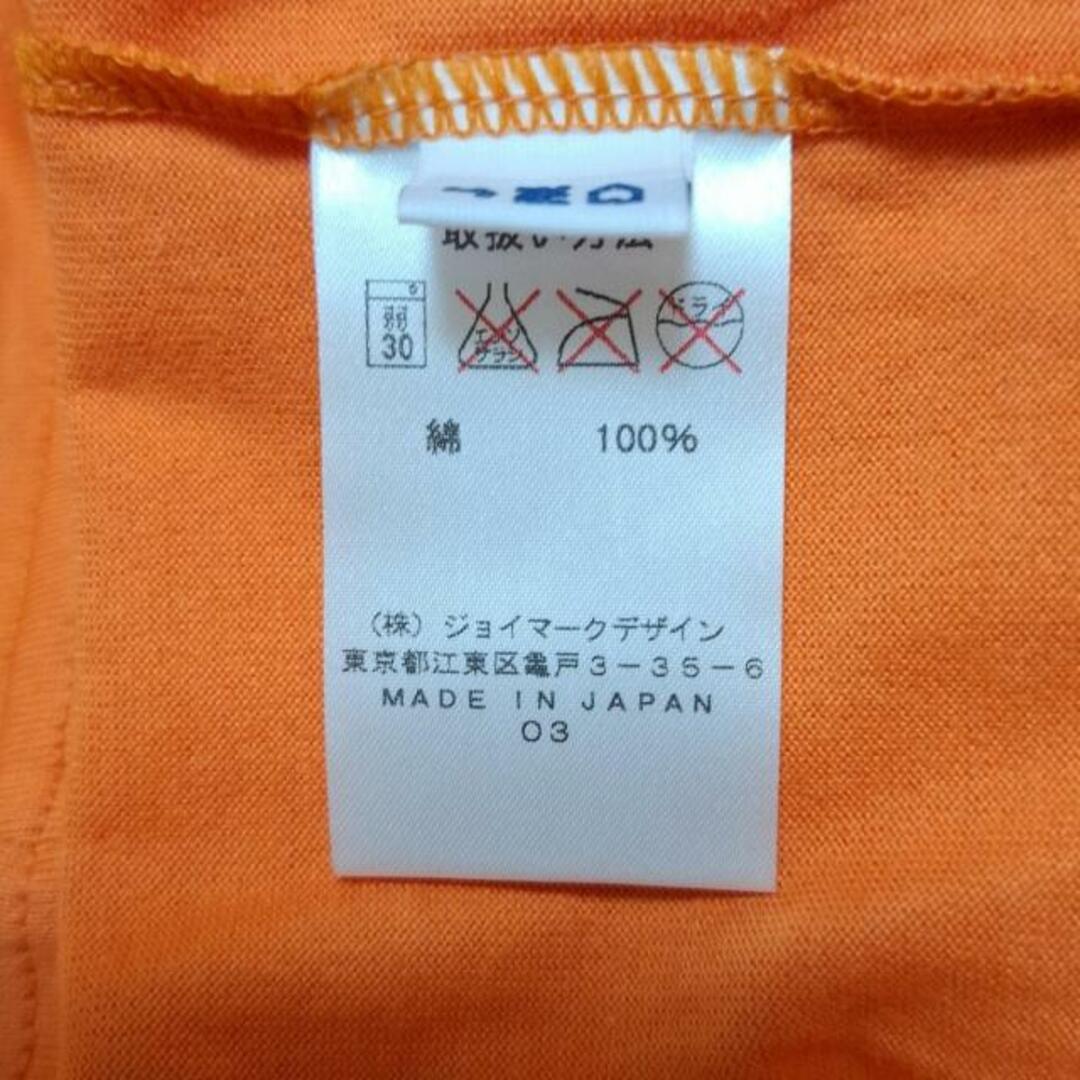 取扱い方法
弱
30
エンソ
サラシ
ドライ
綿 100%
(株) ジョイマークデザイン
東京都江東区亀戸3-35-6
MADE IN JAPAN
03